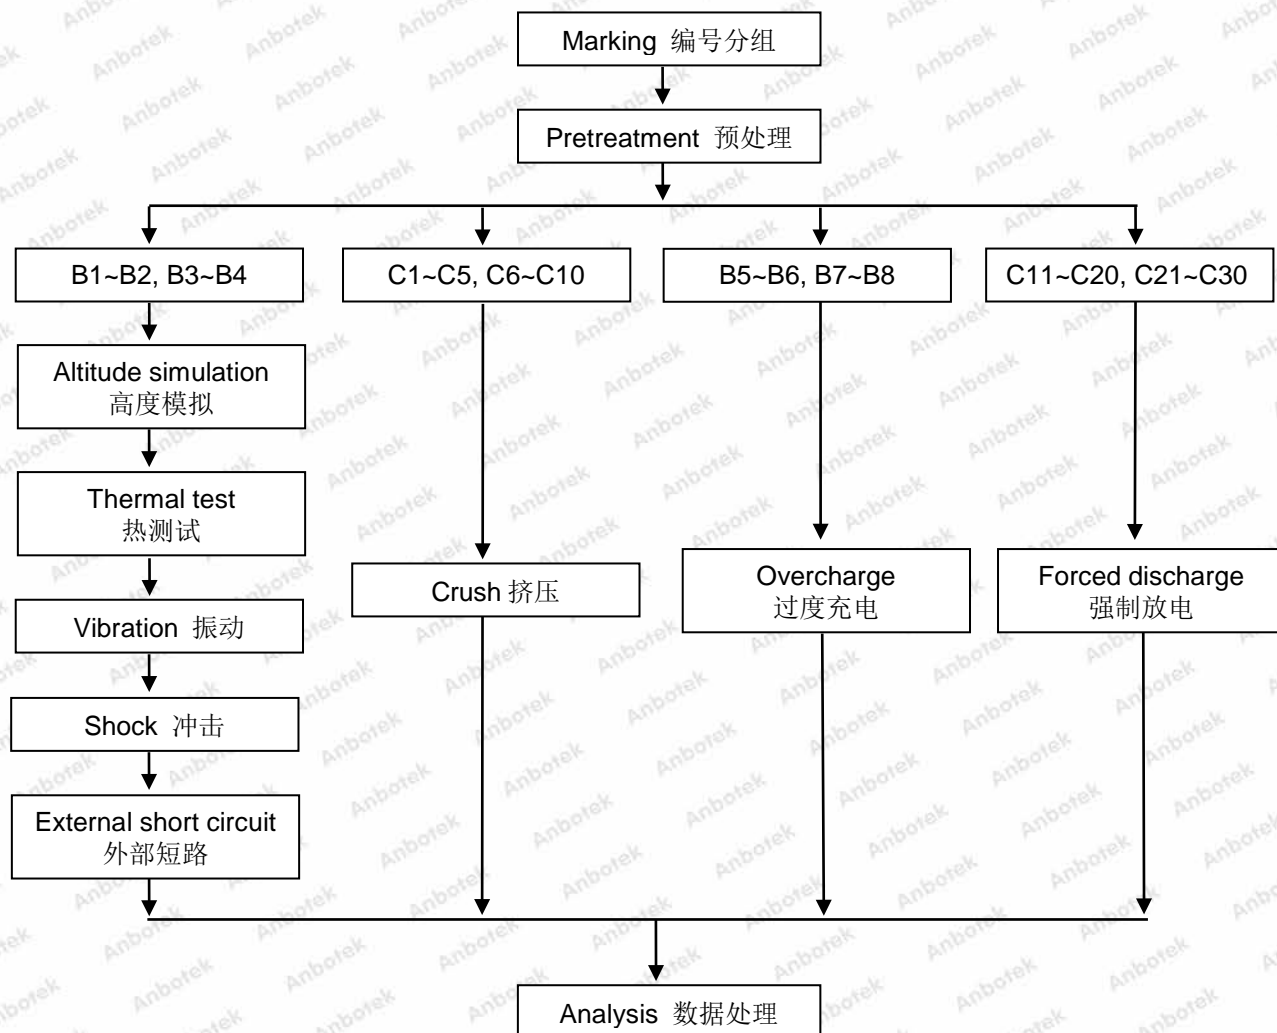 Marking 编号分组
Pretreatment 预处理
B1~B2, B3~B4
C1~C5, C6~C10
B5~B6, B7~B8
C11~C20, C21~C30
Altitude simulation
高度模拟
Thermal test
热测试
Vibration 振动
Shock 冲击
External short circuit
外部短路
Crush 挤压
Overcharge
过度充电
Forced discharge
强制放电
Analysis 数据处理
Anbotek